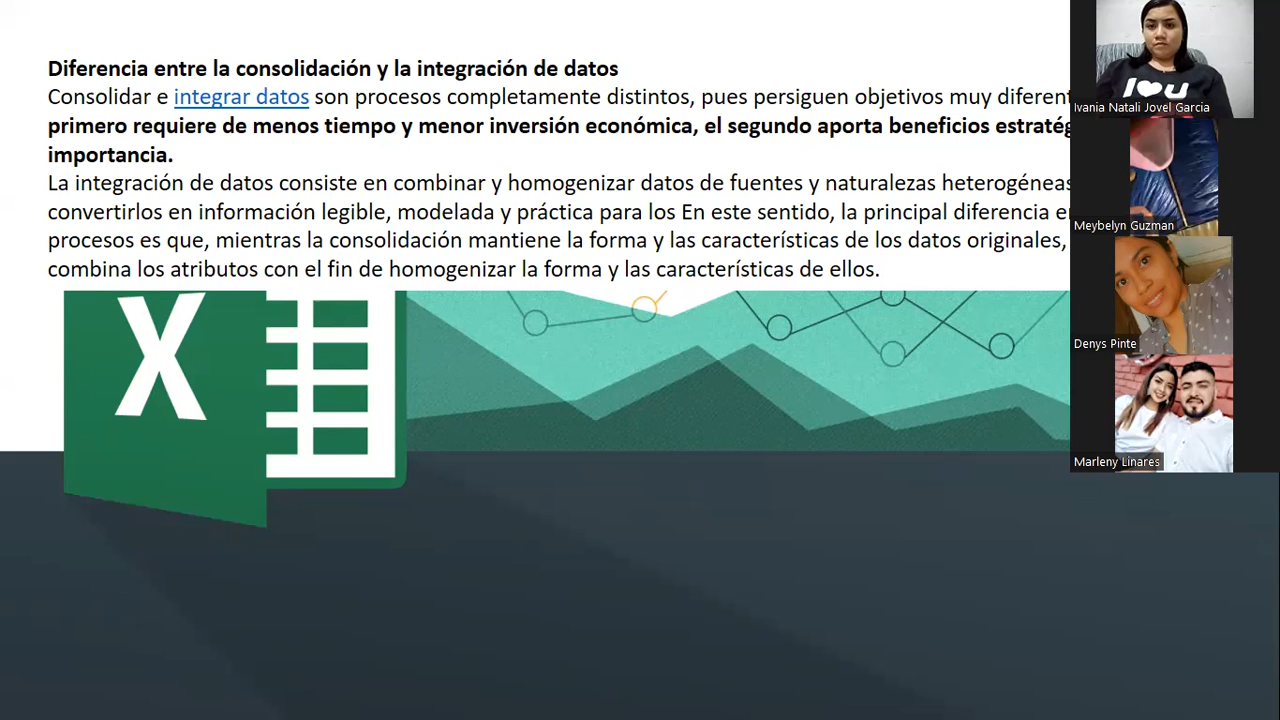 Diferencia entre la consolidación y la integración de datos
Consolidar e integrar datos son procesos completamente distintos, pues persiguen objetivos muy
primero requiere de menos tiempo y menor inversión económica, el segundo aporta beneficios
importancia.
La integración de datos consiste en combinar y homogenizar datos de fuentes y naturalezas heterogéneas
convertirlos en información legible, modelada y práctica para los En este sentido, la principal diferencia
procesos es que, mientras la consolidación mantiene la forma y las características de los datos originales,
combina los atributos con el fin de homogenizar la forma y las características de ellos.
X
I❤u
Ivania Natali Jovel Garcia
Meybelyn Guzman
Denys Pinte
Marleny Linares